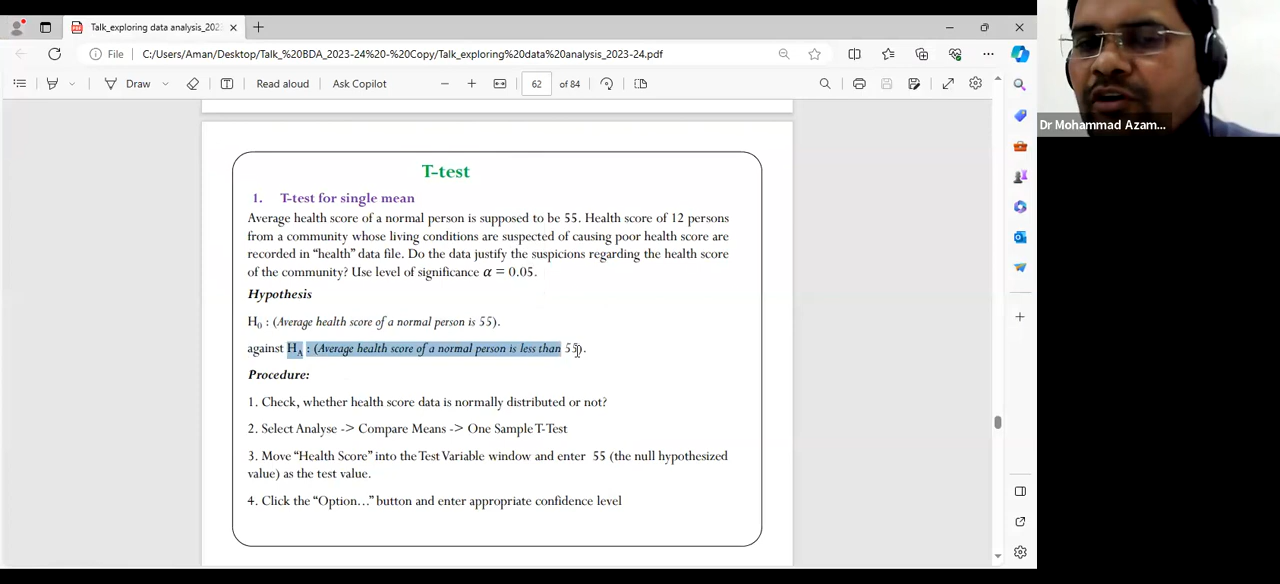 Talk_exploring data analysis_202
File
C:/Users/Aman/Desktop/Talk_%20BDA_2023-24%20-%20Copy/Talk_exploring%20data%20analysis_2023-24.pdf
Draw
Read aloud
Ask Copilot
62
of 84
Dr Mohammad Azam...
T-test
1. T-test for single mean
Average health score of a normal person is supposed to be 55. Health score of 12 persons
from a community whose living conditions are suspected of causing poor health score are
recorded in “health” data file. Do the data justify the suspicions regarding the health score
of the community? Use level of significance α = 0.05.
Hypothesis
H0 : (Average health score of a normal person is 55).
against HA : (Average health score of a normal person is less than 55).
Procedure:
1. Check, whether health score data is normally distributed or not?
2. Select Analyse -> Compare Means -> One Sample T-Test
3. Move “Health Score” into the Test Variable window and enter 55 (the null hypothesized
value) as the test value.
4. Click the “Option…” button and enter appropriate confidence level